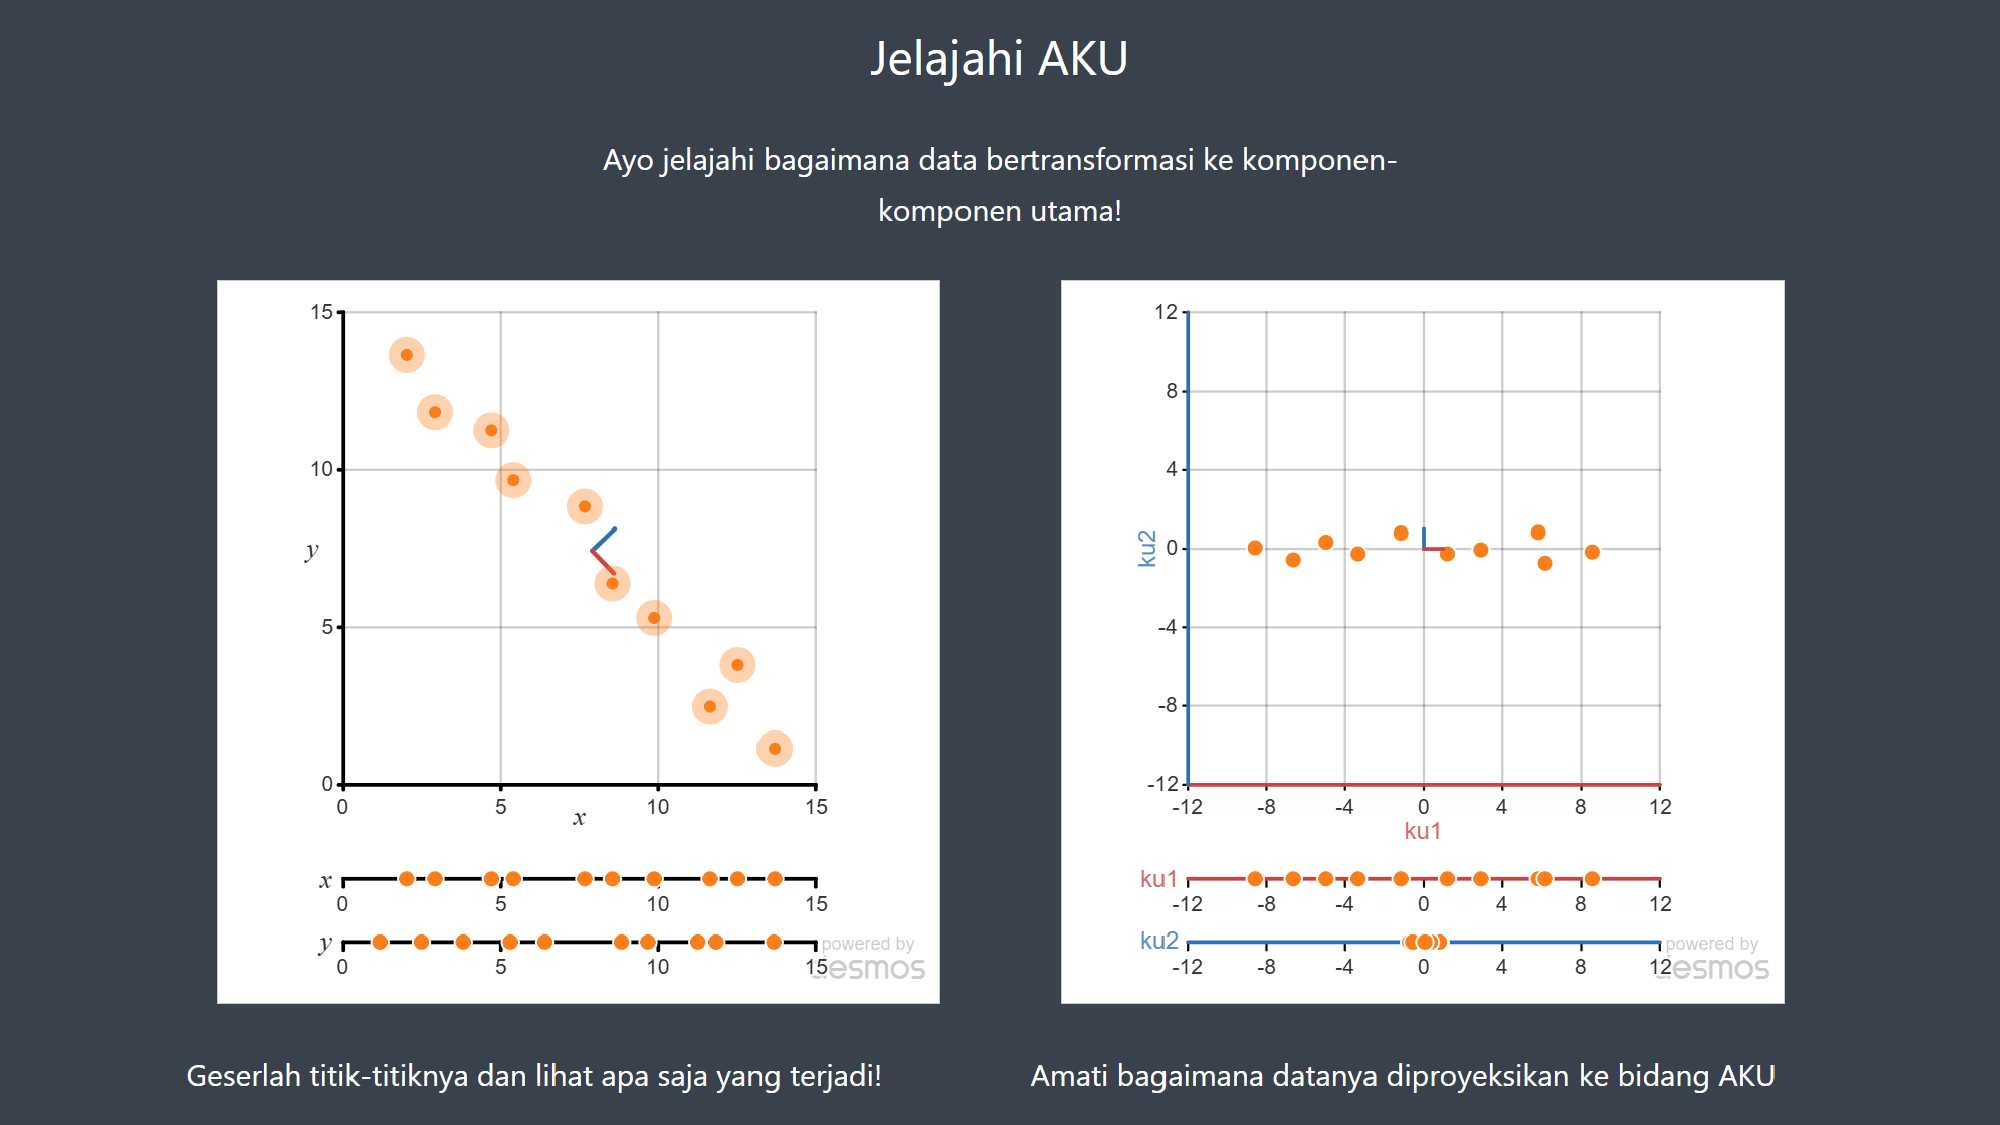 Jelajahi AKU
Ayo jelajahi bagaimana data bertransformasi ke komponen-
komponen utama!
15
10
5
0
y
0 5 10 15
x
x
0 5 10 15
y
0 5 10 15
powered by
desmos
12
8
4
0
-4
-8
-12
ku2
-12 -8 -4 0 4 8 12
ku1
ku1
-12 -8 -4 0 4 8 12
ku2
-12 -8 -4 0 4 8 12
powered by
desmos
Geserlah titik-titiknya dan lihat apa saja yang terjadi!
Amati bagaimana datanya diproyeksikan ke bidang AKU